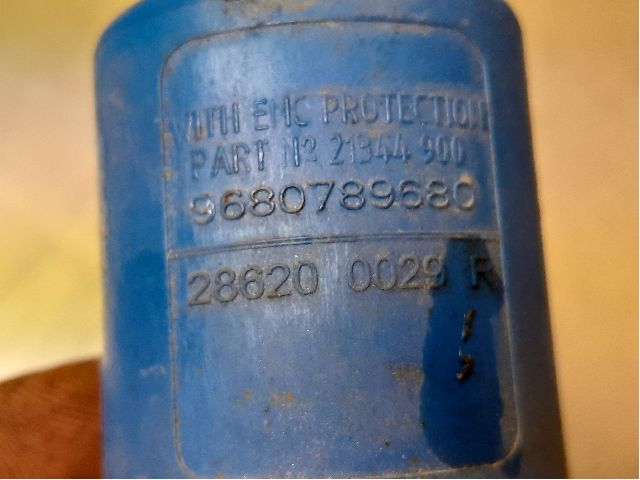 WITH EMC PROTECTION
PART Nº 21344 900
9680789680
28620 0029 R